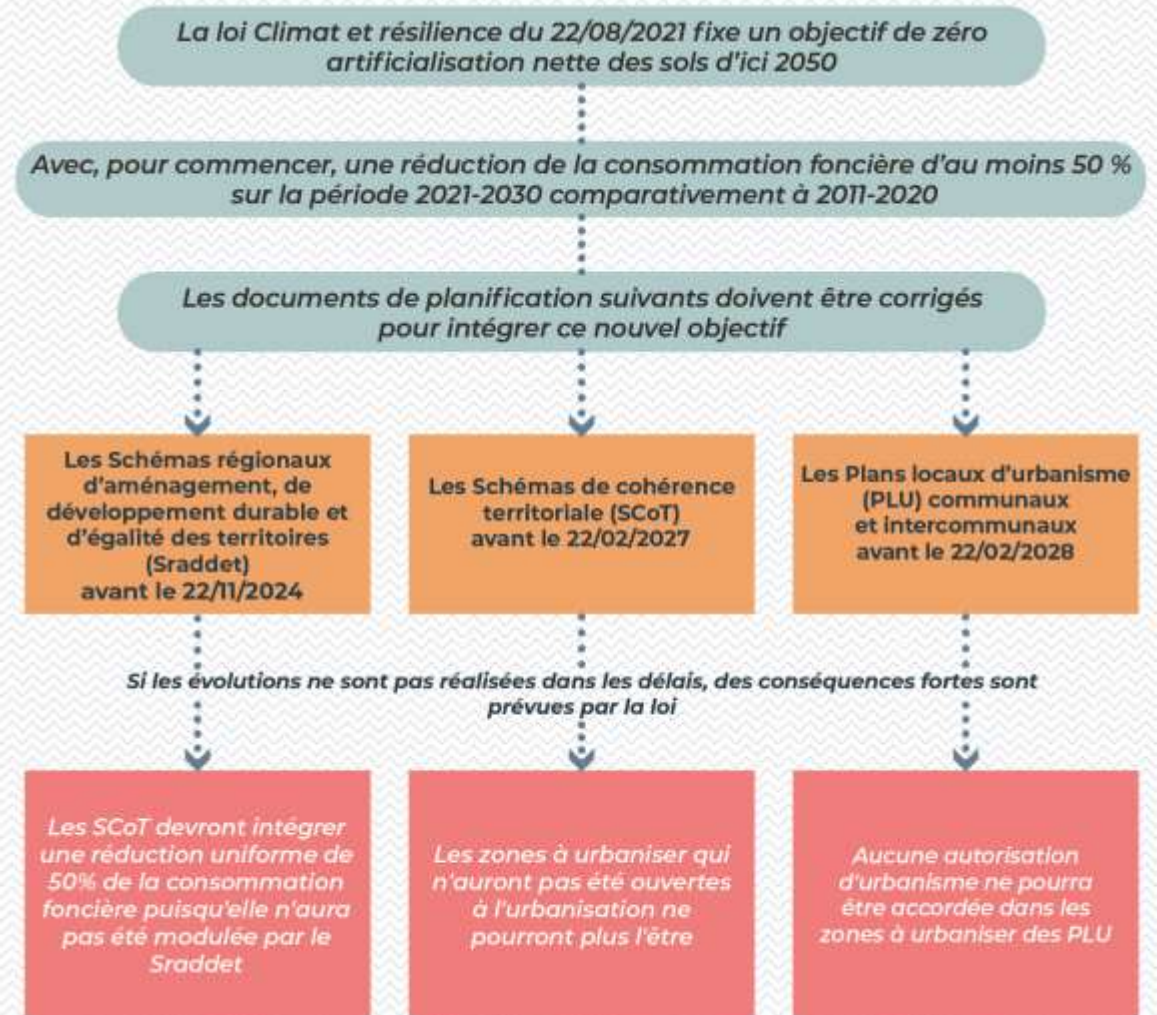 La loi Climat et résilience du 22/08/2021 fixe un objectif de zéro
artificialisation nette des sols d'ici 2050
Avec, pour commencer, une réduction de la consommation foncière d'au moins 50 %
sur la période 2021-2030 comparativement à 2011-2020
Les documents de planification suivants doivent être corrigés
pour intégrer ce nouvel objectif
Les Schémas régionaux
d'aménagement, de
développement durable et
d'égalité des territoires
(Sraddet)
avant le 22/11/2024
Les Schémas de cohérence
territoriale (SCoT)
avant le 22/02/2027
Les Plans locaux d'urbanisme
(PLU) communaux
et intercommunaux
avant le 22/02/2028
Si les évolutions ne sont pas réalisées dans les délais, des conséquences fortes sont
prévues par la loi
Les SCoT devront intégrer
une réduction uniforme de
50% de la consommation
foncière puisqu'elle n'aura
pas été modulée par le
Sraddet
Les zones à urbaniser qui
n'auront pas été ouvertes
à l'urbanisation ne
pourront plus l'être
Aucune autorisation
d'urbanisme ne pourra
être accordée dans les
zones à urbaniser des PLU